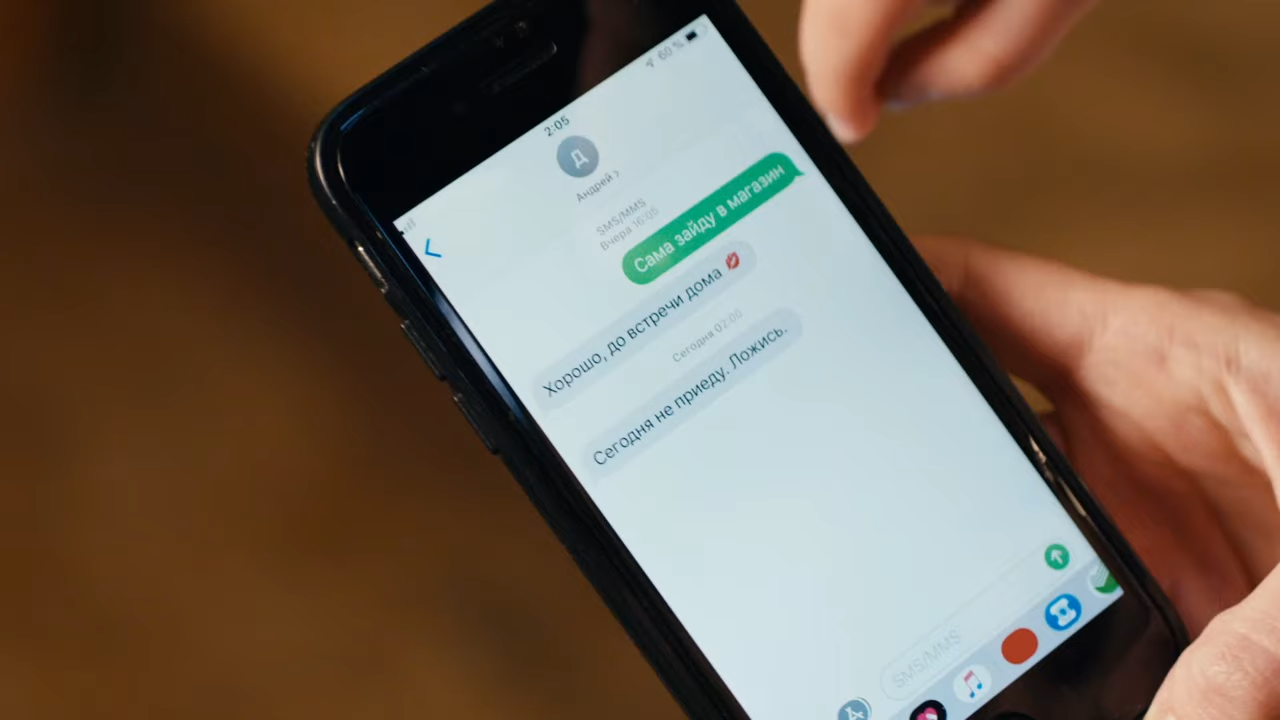 60 %
2:05
Д
Андрей
SMS/MMS
Вчера 16:05
Сама зайду в магазин
Хорошо, до встречи дома 💋
Сегодня 02:00
Сегодня не приеду. Ложись.
SMS/MMS